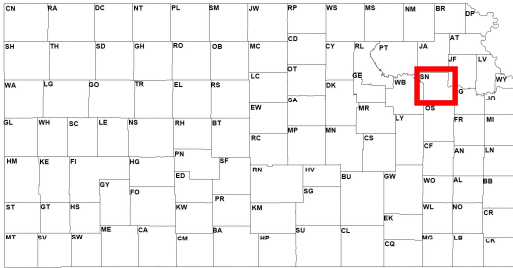 CN RA DC NT PL SM JW RP WS MS NM BR DP
CD AT
SH TH SD GH RO OB MC CY RL PT JA
OT JF LV
LC GE WB SN WY
WA LG GO TR EL RS DK
EW MR OS
GL WH SC LE NS RH BT LY FR MI
RC MP MN CS
CF
HM KE FI HG PN SF RN HV AN LN
GY ED BU GW WO AL BB
FO SG
ST GT HS KW PR KM WL NO
EK CR
MT SV SW ME CA CM BA HP SU CL CQ MG LB CK